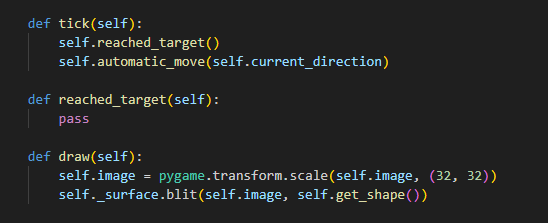 def tick(self):
    self.reached_target()
    self.automatic_move(self.current_direction)

def reached_target(self):
    pass

def draw(self):
    self.image = pygame.transform.scale(self.image, (32, 32))
    self._surface.blit(self.image, self.get_shape())